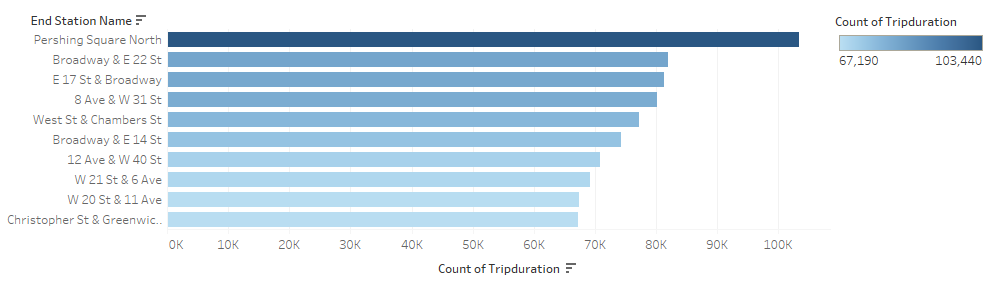 End Station Name
Pershing Square North
Broadway & E 22 St
E 17 St & Broadway
8 Ave & W 31 St
West St & Chambers St
Broadway & E 14 St
12 Ave & W 40 St
W 21 St & 6 Ave
W 20 St & 11 Ave
Christopher St & Greenwic..
0K 10K 20K 30K 40K 50K 60K 70K 80K 90K 100K
Count of Tripduration
Count of Tripduration
67,190 103,440